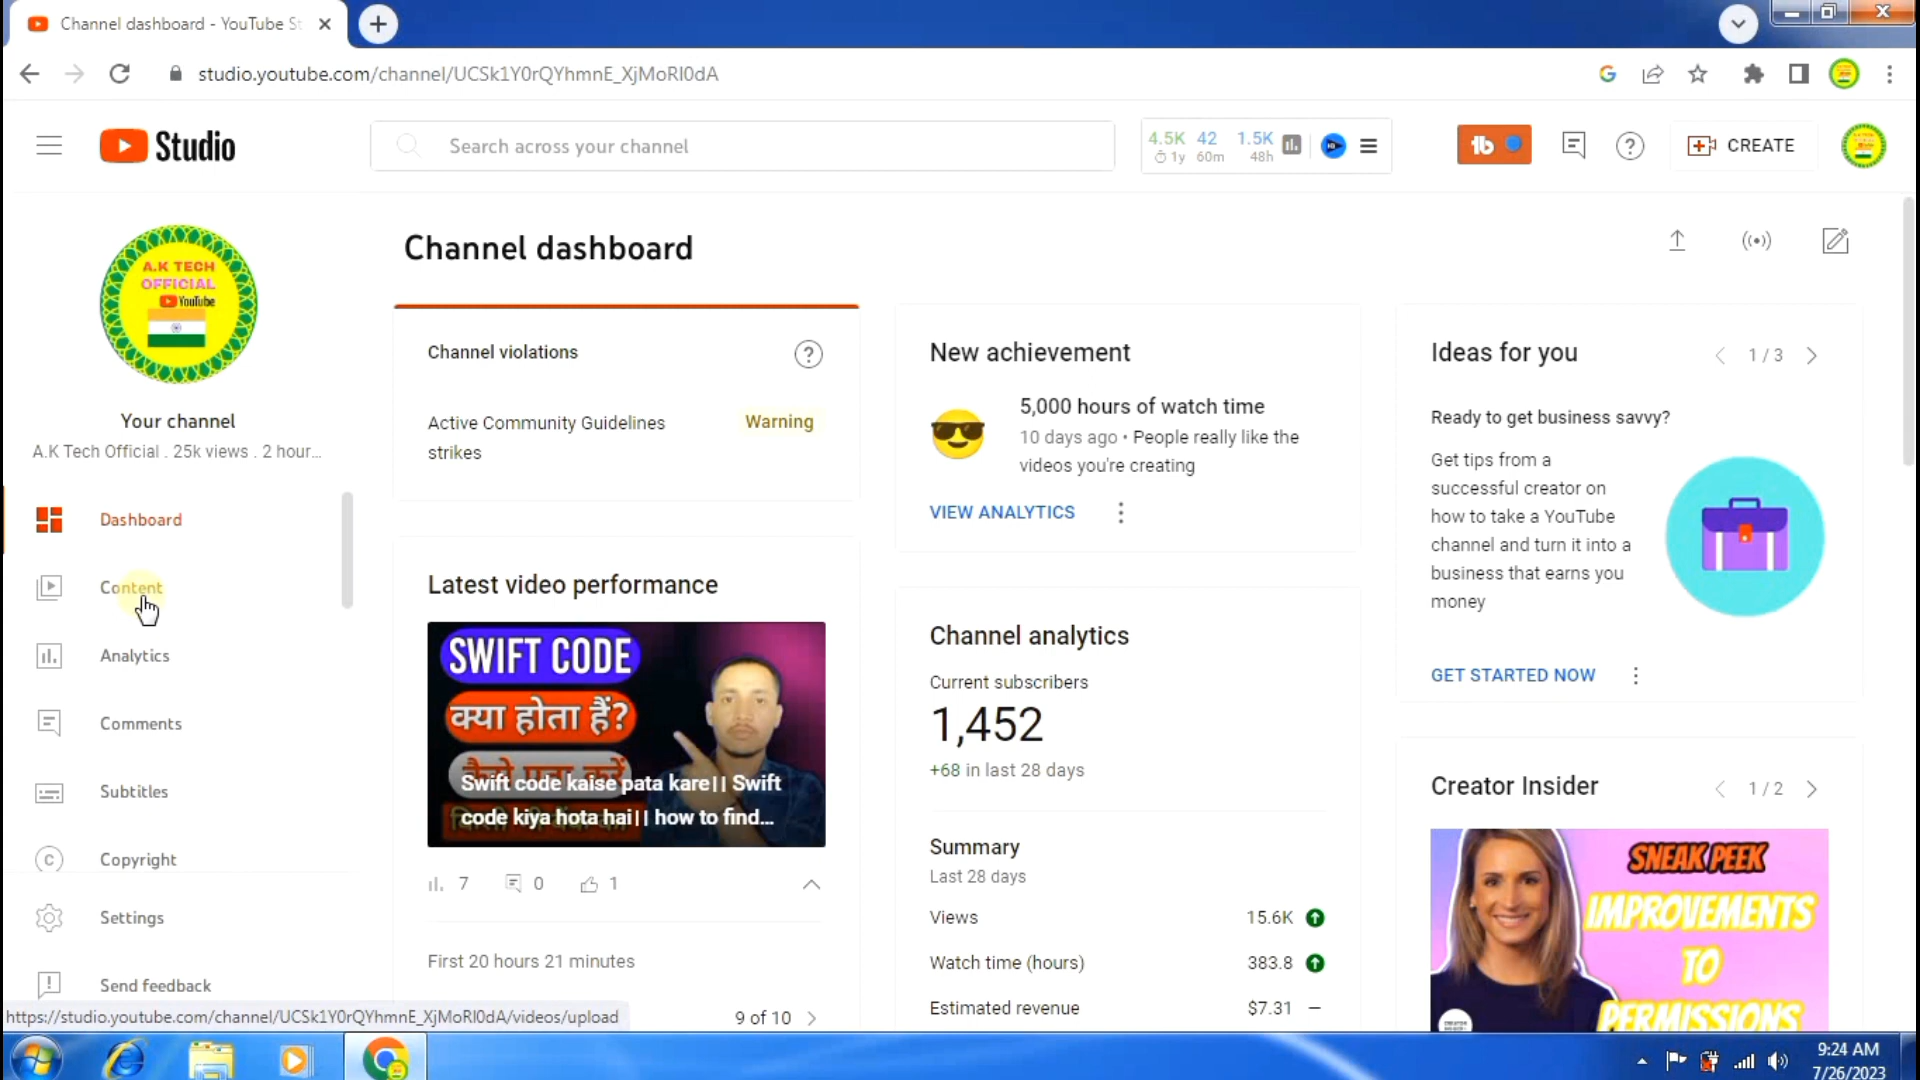 Channel dashboard - YouTube St
studio.youtube.com/channel/UCSk1Y0rQYhmnE_XjMoRI0dA
Studio
Search across your channel
4.5K 42 1.5K
1y 60m 48h
CREATE
A.K TECH
OFFICIAL
YouTube
Your channel
A.K Tech Official . 25k views . 2 hour...
Dashboard
Content
Analytics
Comments
Subtitles
Copyright
Settings
Send feedback
Channel dashboard
Channel violations
Active Community Guidelines
strikes
Warning
Latest video performance
SWIFT CODE
क्या होता हैं?
Swift code kaise pata kare|| Swift
code kiya hota hai|| how to find...
7 0 1
First 20 hours 21 minutes
9 of 10
New achievement
5,000 hours of watch time
10 days ago • People really like the
videos you're creating
VIEW ANALYTICS
Channel analytics
Current subscribers
1,452
+68 in last 28 days
Summary
Last 28 days
Views 15.6K
Watch time (hours) 383.8
Estimated revenue $7.31 —
Ideas for you
1 / 3
Ready to get business savvy?
Get tips from a
successful creator on
how to take a YouTube
channel and turn it into a
business that earns you
money
GET STARTED NOW
Creator Insider
1 / 2
SNEAK PEEK
IMPROVEMENTS
TO
PERMISSIONS
https://studio.youtube.com/channel/UCSk1Y0rQYhmnE_XjMoRI0dA/videos/upload
9:24 AM
7/26/2023